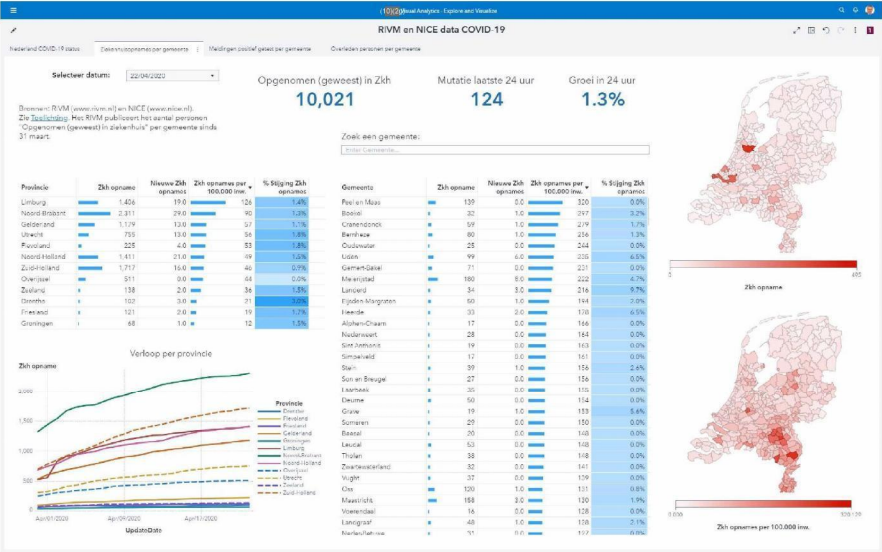 Visual Analytics - Explore and Visualize
RIVM en NICE data COVID-19
Nederland COVID-19 status
Ziekenhuisopnames per gemeente
Meldingen positief getest per gemeente
Overleden personen per gemeente
Selecteer datum:
22/04/2020
Bronnen: RIVM (www.rivm.nl) en NICE (www.nice.nl).
Zie Toelichting. Het RIVM publiceert het aantal personen
"Opgenomen (geweest) in ziekenhuis" per gemeente sinds
31 maart.
Opgenomen (geweest) in Zkh
10,021
Mutatie laatste 24 uur
124
Groei in 24 uur
1.3%
Zoek een gemeente:
Enter Gemeente...
Provincie Zkh opname Nieuwe Zkh opnames Zkh opnames per 100.000 inw. % Stijging Zkh opnames
Limburg 1,406 19.0 126 1.4%
Noord-Brabant 2,311 29.0 90 1.3%
Gelderland 1,179 13.0 57 1.1%
Utrecht 755 13.0 56 1.8%
Flevoland 225 4.0 53 1.8%
Noord-Holland 1,411 21.0 49 1.5%
Zuid-Holland 1,717 16.0 46 0.9%
Overijssel 511 0.0 44 0.0%
Zeeland 138 2.0 36 1.5%
Drenthe 102 3.0 21 3.0%
Friesland 121 2.0 19 1.7%
Groningen 68 1.0 12 1.5%
Gemeente Zkh opname Nieuwe Zkh opnames Zkh opnames per 100.000 inw. % Stijging Zkh opnames
Peel en Maas 139 0.0 320 0.0%
Boekel 32 1.0 297 3.2%
Cranendonck 59 1.0 279 1.7%
Bernheze 80 1.0 256 1.3%
Oudewater 25 0.0 244 0.0%
Uden 99 6.0 235 6.5%
Gemert-Bakel 71 0.0 231 0.0%
Meierijstad 180 8.0 222 4.7%
Landerd 34 3.0 216 9.7%
Eijsden-Margraten 50 1.0 194 2.0%
Heerde 33 2.0 178 6.5%
Alphen-Chaam 17 0.0 166 0.0%
Nederweert 28 0.0 164 0.0%
Sint Anthonis 19 0.0 163 0.0%
Simpelveld 17 0.0 161 0.0%
Stein 39 1.0 156 2.6%
Son en Breugel 27 0.0 156 0.0%
Laarbeek 35 0.0 155 0.0%
Deurne 50 0.0 154 0.0%
Grave 19 1.0 153 5.6%
Someren 29 0.0 150 0.0%
Baexal 20 0.0 148 0.0%
Leudal 53 0.0 148 0.0%
Tholen 38 0.0 148 0.0%
Zwartewaterland 32 0.0 141 0.0%
Vught 37 0.0 139 0.0%
Oss 120 1.0 131 0.8%
Maastricht 158 3.0 130 1.9%
Voerendaal 16 0.0 128 0.0%
Landgraaf 48 1.0 128 2.1%
Verloop per provincie
Zkh opname
2,000
1,500
1,000
500
0
Apr/01/2020
Apr/09/2020
Apr/17/2020
UpdateDate
Provincie
Drenthe
Flevoland
Friesland
Gelderland
Groningen
Limburg
Noord-Brabant
Noord-Holland
Overijssel
Utrecht
Zeeland
Zuid-Holland
0
Zkh opname
0.000
Zkh opnames per 100.000 inw.